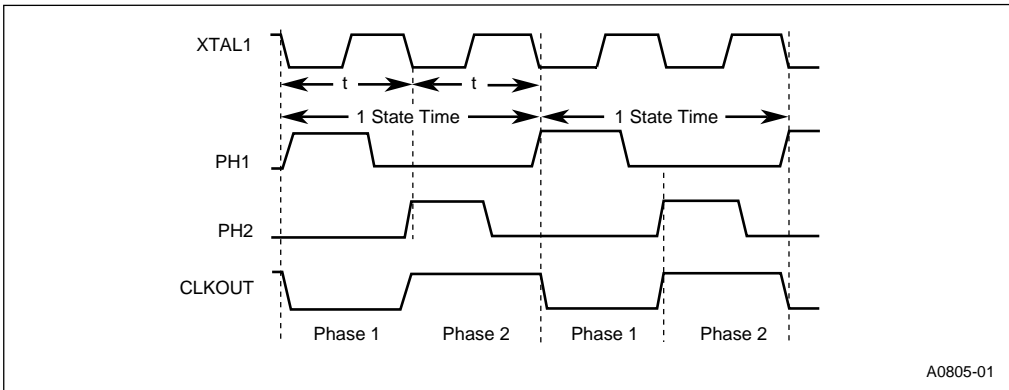 XTAL1
t t
1 State Time 1 State Time
PH1
PH2
CLKOUT
Phase 1 Phase 2 Phase 1 Phase 2
A0805-01